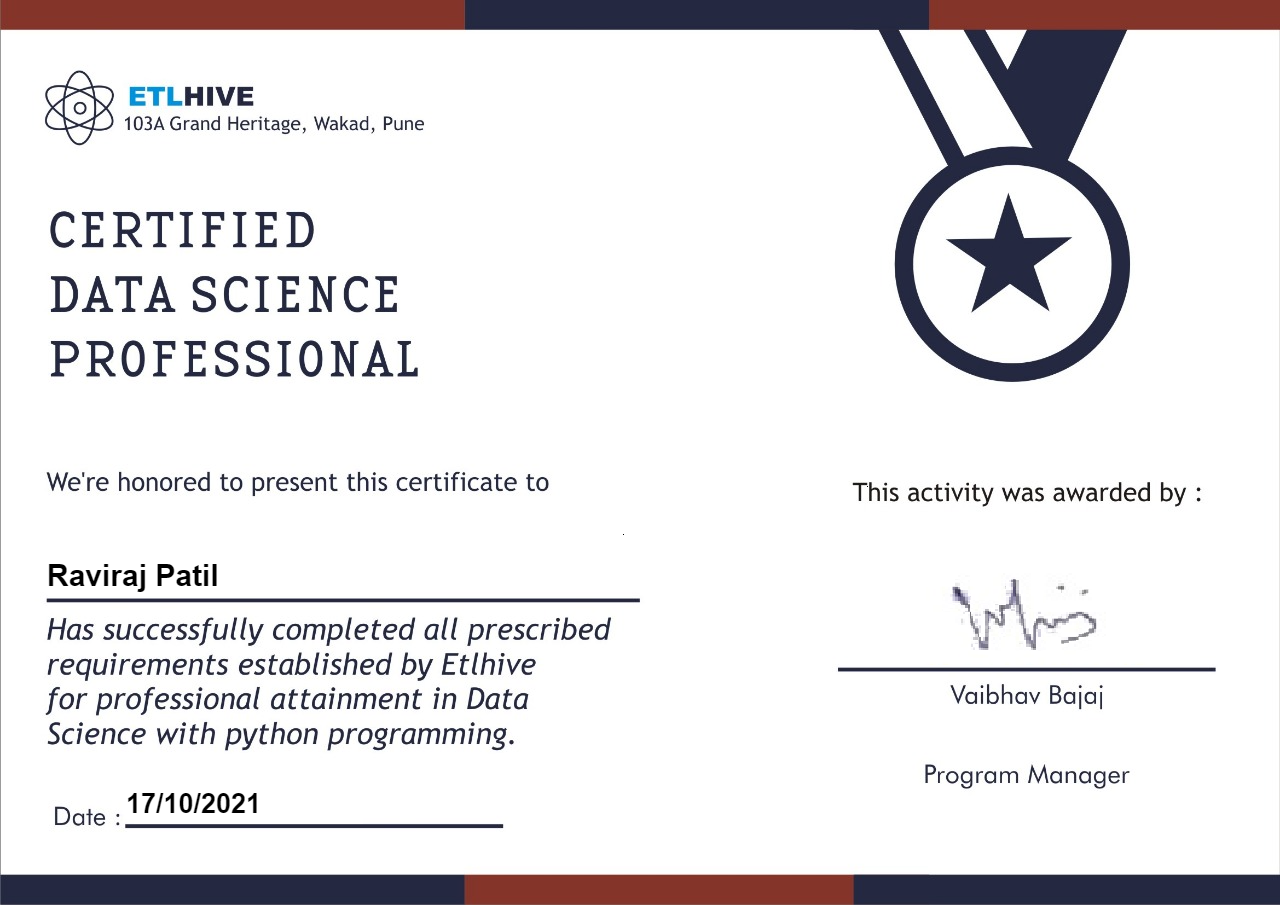 ETLHIVE
103A Grand Heritage, Wakad, Pune
CERTIFIED
DATA SCIENCE
PROFESSIONAL
We're honored to present this certificate to
Raviraj Patil
Has successfully completed all prescribed
requirements established by Etlhive
for professional attainment in Data
Science with python programming.
Date : 17/10/2021
This activity was awarded by :
Vaibhav Bajaj
Program Manager